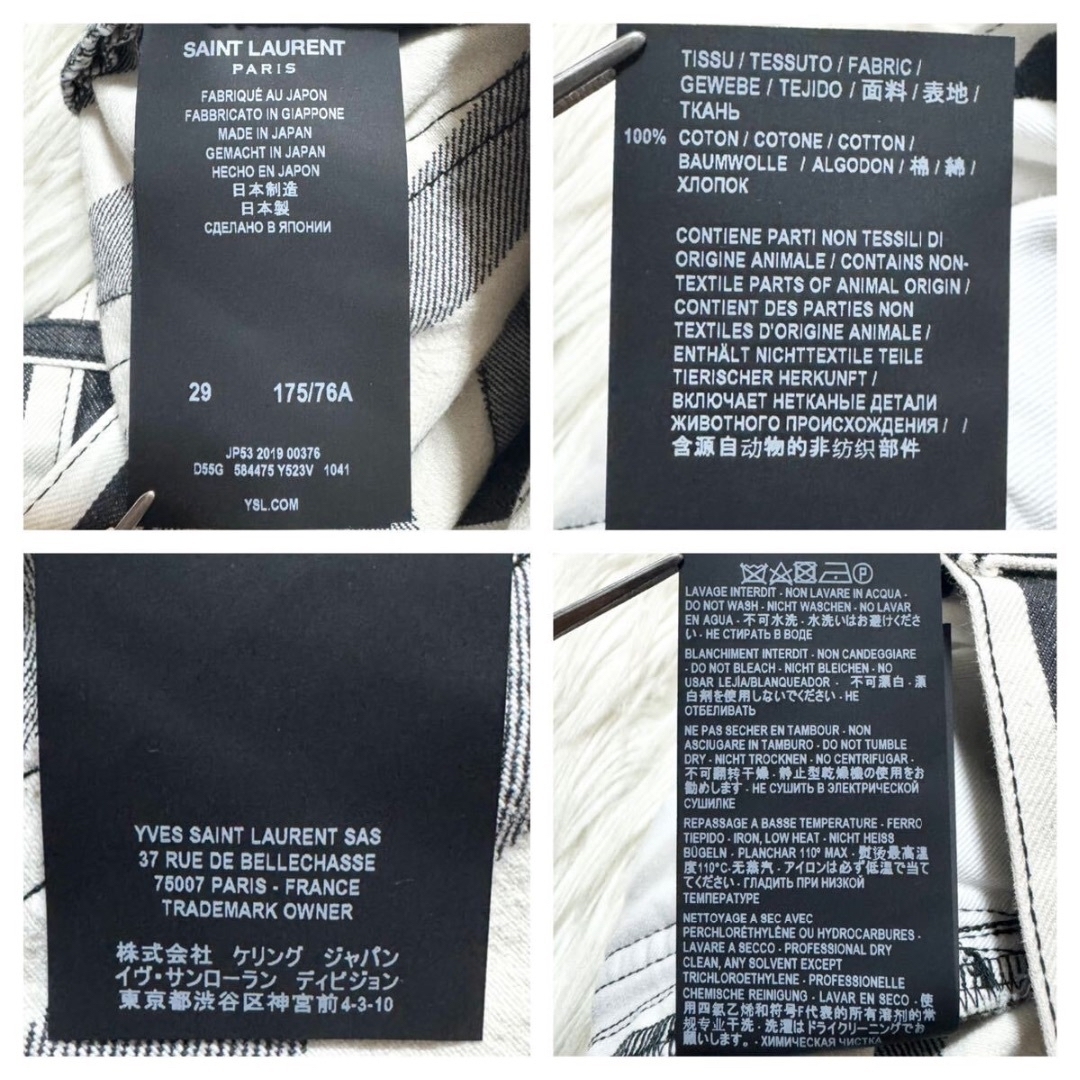 SAINT LAURENT
PARIS
FABRIQUÉ AU JAPON
FABBRICATO IN GIAPPONE
MADE IN JAPAN
GEMACHT IN JAPAN
HECHO EN JAPON
日本制造
日本製
СДЕЛАНО В ЯПОНИИ
29 175/76A
JP53 2019 00376
D55G 584475 Y523V 1041
YSL.COM
TISSU / TESSUTO / FABRIC /
GEWEBE / TEJIDO / 面料 / 表地 /
ТКАНЬ
100% COTON / COTONE / COTTON /
BAUMWOLLE / ALGODON / 棉 / 綿 /
ХЛОПОК
CONTIENE PARTI NON TESSILI DI
ORIGINE ANIMALE / CONTAINS NON-
TEXTILE PARTS OF ANIMAL ORIGIN /
CONTIENT DES PARTIES NON
TEXTILES D'ORIGINE ANIMALE /
ENTHÄLT NICHTTEXTILE TEILE
TIERISCHER HERKUNFT /
ВКЛЮЧАЕТ НЕТКАНЫЕ ДЕТАЛИ
ЖИВОТНОГО ПРОИСХОЖДЕНИЯ / /
含源自动物的非纺织部件
YVES SAINT LAURENT SAS
37 RUE DE BELLECHASSE
75007 PARIS - FRANCE
TRADEMARK OWNER
株式会社 ケリング ジャパン
イヴ・サンローラン ディビジョン
東京都渋谷区神宮前4-3-10
P
LAVAGE INTERDIT - NON LAVARE IN ACQUA -
DO NOT WASH - NICHT WASCHEN - NO LAVAR
EN AGUA - 不可水洗 - 水洗いはお避けくださ
い - НЕ СТИРАТЬ В ВОДЕ
BLANCHIMENT INTERDIT - NON CANDEGGIARE
- DO NOT BLEACH - NICHT BLEICHEN - NO
USAR LEJÍA/BLANQUEADOR - 不可漂白 - 漂
白剤を使用しないでください - НЕ
ОТБЕЛИВАТЬ
NE PAS SECHER EN TAMBOUR - NON
ASCIUGARE IN TAMBURO - DO NOT TUMBLE
DRY - NICHT TROCKNEN - NO CENTRIFUGAR -
不可翻转干燥 - 静止型乾燥機の使用をお
勧めします - НЕ СУШИТЬ В ЭЛЕКТРИЧЕСКОЙ
СУШИЛКЕ
REPASSAGE A BASSE TEMPERATURE - FERRO
TIEPIDO - IRON, LOW HEAT - NICHT HEISS
BÜGELN - PLANCHAR 110° MAX - 熨烫最高温
度110°C-无蒸汽 - アイロンは必ず低温で当て
てください - ГЛАДИТЬ ПРИ НИЗКОЙ
ТЕМПЕРАТУРЕ
NETTOYAGE A SEC AVEC
PERCHLORÉTHYLÈNE OU HYDROCARBURES -
LAVARE A SECCO - PROFESSIONAL DRY
CLEAN, ANY SOLVENT EXCEPT
TRICHLOROETHYLENE - PROFESSIONELLE
CHEMISCHE REINIGUNG - LAVAR EN SECO - 使
用四氯乙烯和符号F代表的所有溶剂的常
规专业干洗 - 洗濯はドライクリーニングでお
願いします - ХИМИЧЕСКАЯ ЧИСТКА